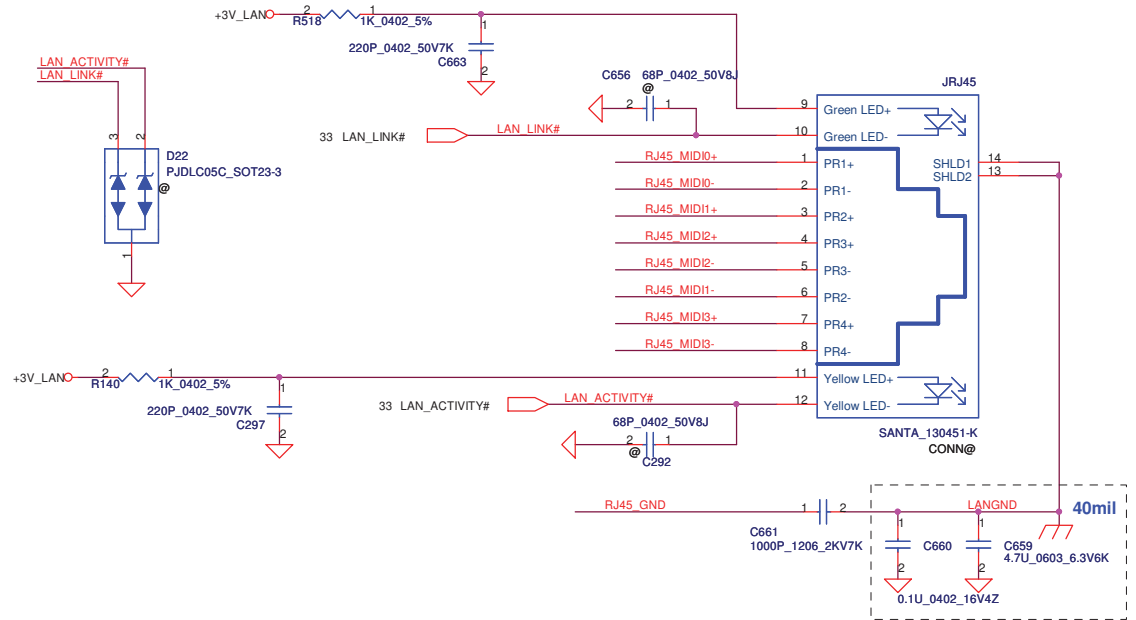 +3V_LAN
2
1
R518
1K_0402_5%
1
220P_0402_50V7K
C663
2
LAN_ACTIVITY#
LAN_LINK#
3
2
D22
PJDLC05C_SOT23-3
@
1
C656
68P_0402_50V8J
@
2
1
33
LAN_LINK#
LAN_LINK#
JRJ45
9
Green LED+
10
Green LED-
RJ45_MIDI0+
1
PR1+
RJ45_MIDI0-
2
PR1-
RJ45_MIDI1+
3
PR2+
RJ45_MIDI2+
4
PR3+
RJ45_MIDI2-
5
PR3-
RJ45_MIDI1-
6
PR2-
RJ45_MIDI3+
7
PR4+
RJ45_MIDI3-
8
PR4-
SHLD1
14
SHLD2
13
+3V_LAN
2
1
R140
1K_0402_5%
1
220P_0402_50V7K
C297
2
11
Yellow LED+
33
LAN_ACTIVITY#
LAN_ACTIVITY#
12
Yellow LED-
68P_0402_50V8J
2
1
@
C292
SANTA_130451-K
CONN@
RJ45_GND
1
2
C661
1000P_1206_2KV7K
LANGND
40mil
1
C660
2
0.1U_0402_16V4Z
1
C659
4.7U_0603_6.3V6K
2